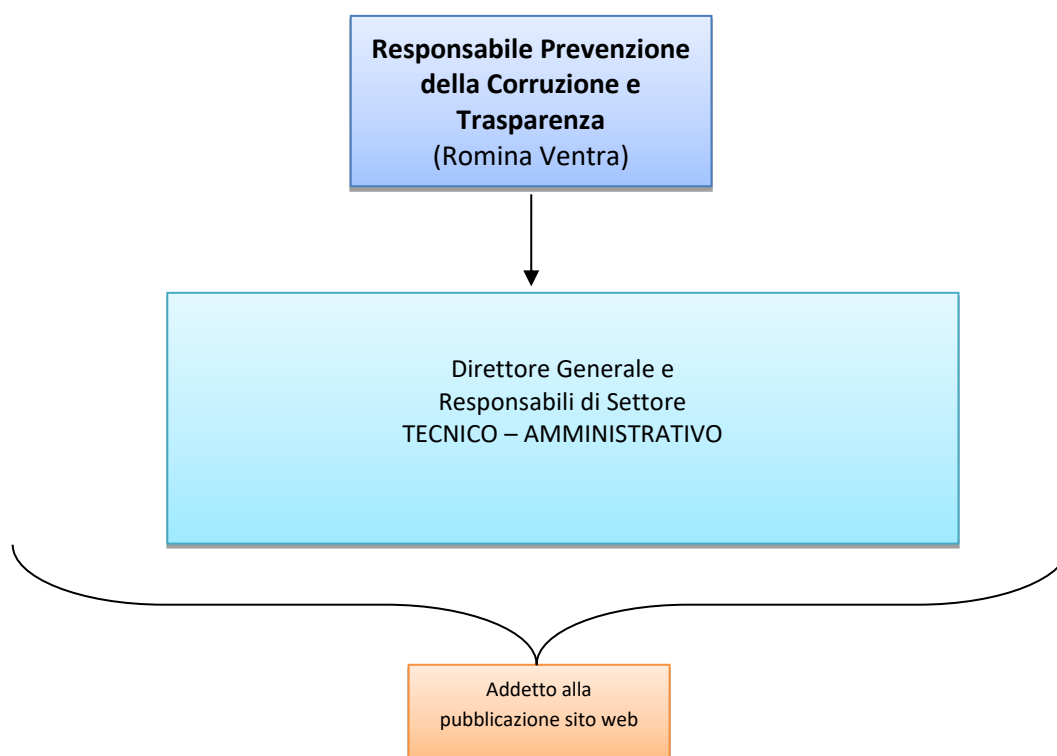 Responsabile Prevenzione
della Corruzione e
Trasparenza
(Romina Ventra)
Direttore Generale e
Responsabili di Settore
TECNICO – AMMINISTRATIVO
Addetto alla
pubblicazione sito web